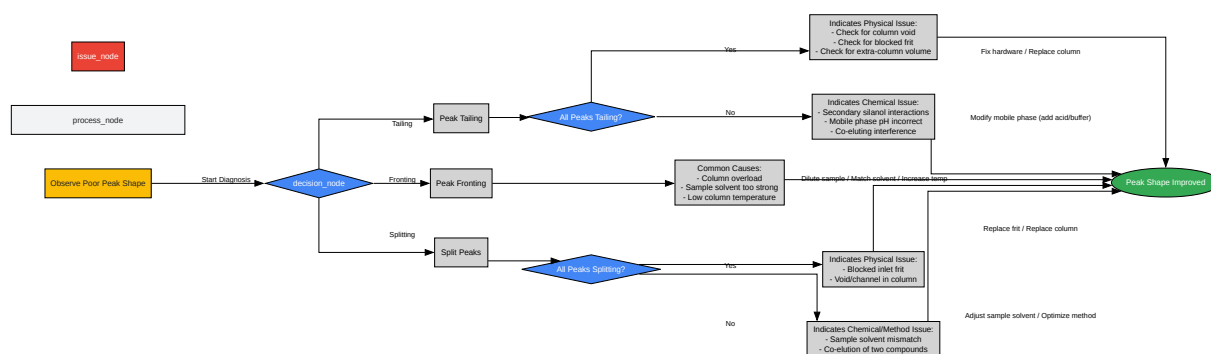 issue_node
process_node
Observe Poor Peak Shape
Start Diagnosis
decision_node
Tailing
Fronting
Splitting
Peak Tailing
Peak Fronting
Split Peaks
All Peaks Tailing?
Yes
No
Indicates Physical Issue:
- Check for column void
- Check for blocked frit
- Check for extra-column volume
Fix hardware / Replace column
Indicates Chemical Issue:
- Secondary silanol interactions
- Mobile phase pH incorrect
- Co-eluting interference
Modify mobile phase (add acid/buffer)
Common Causes:
- Column overload
- Sample solvent too strong
- Low column temperature
Dilute sample / Match solvent / Increase temp
Peak Shape Improved
All Peaks Splitting?
Yes
No
Indicates Physical Issue:
- Blocked inlet frit
- Void/channel in column
Replace frit / Replace column
Indicates Chemical/Method Issue:
- Sample solvent mismatch
- Co-elution of two compounds
Adjust sample solvent / Optimize method